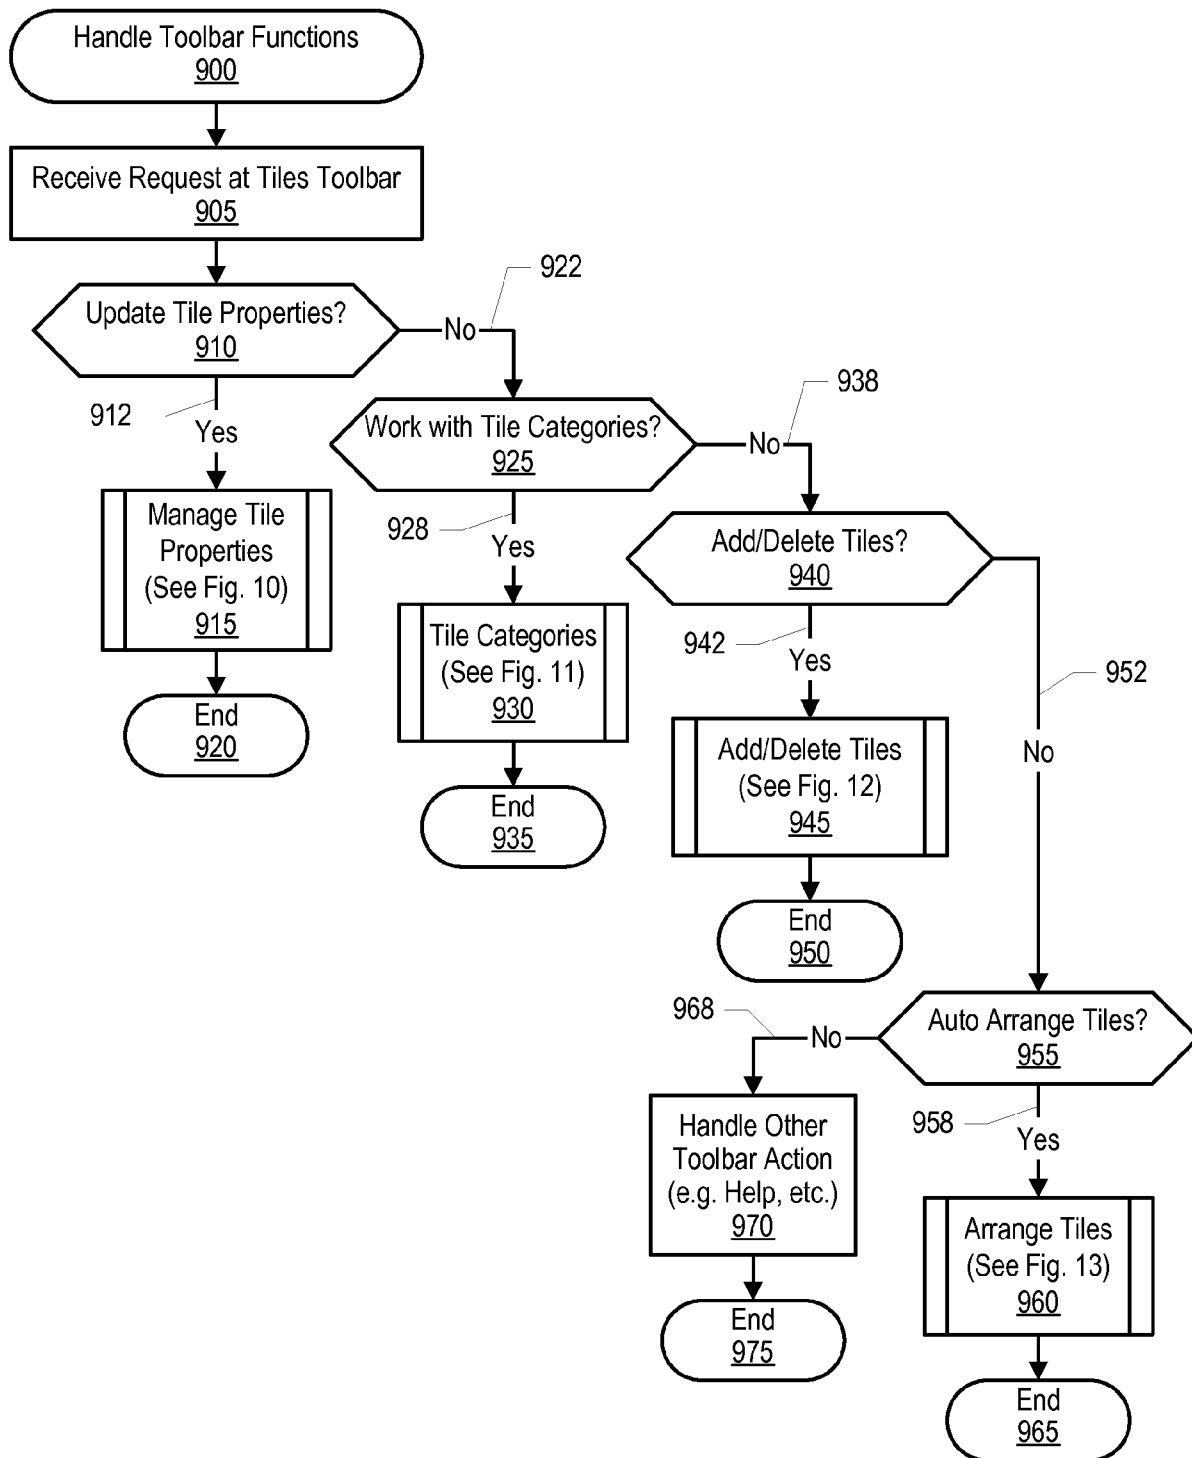 Handle Toolbar Functions
900
Receive Request at Tiles Toolbar
905
922
Update Tile Properties?
910
No
912
Yes
938
Work with Tile Categories?
925
No
928
Yes
Manage Tile
Properties
(See Fig. 10)
915
Add/Delete Tiles?
940
942
Yes
952
No
Tile Categories
(See Fig. 11)
930
End
920
Add/Delete Tiles
(See Fig. 12)
945
End
935
End
950
968
No
Auto Arrange Tiles?
955
958
Yes
Handle Other
Toolbar Action
(e.g. Help, etc.)
970
Arrange Tiles
(See Fig. 13)
960
End
975
End
965